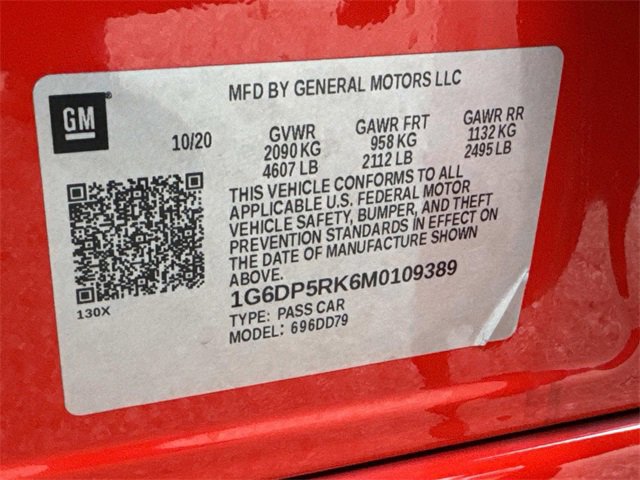 MFD BY GENERAL MOTORS LLC
GM
10/20
GVWR
2090 KG
4607 LB
GAWR FRT
958 KG
2112 LB
GAWR RR
1132 KG
2495 LB
THIS VEHICLE CONFORMS TO ALL
APPLICABLE U.S. FEDERAL MOTOR
VEHICLE SAFETY, BUMPER, AND THEFT
PREVENTION STANDARDS IN EFFECT ON
THE DATE OF MANUFACTURE SHOWN
ABOVE.
1G6DP5RK6M0109389
TYPE: PASS CAR
MODEL: 696DD79
130X